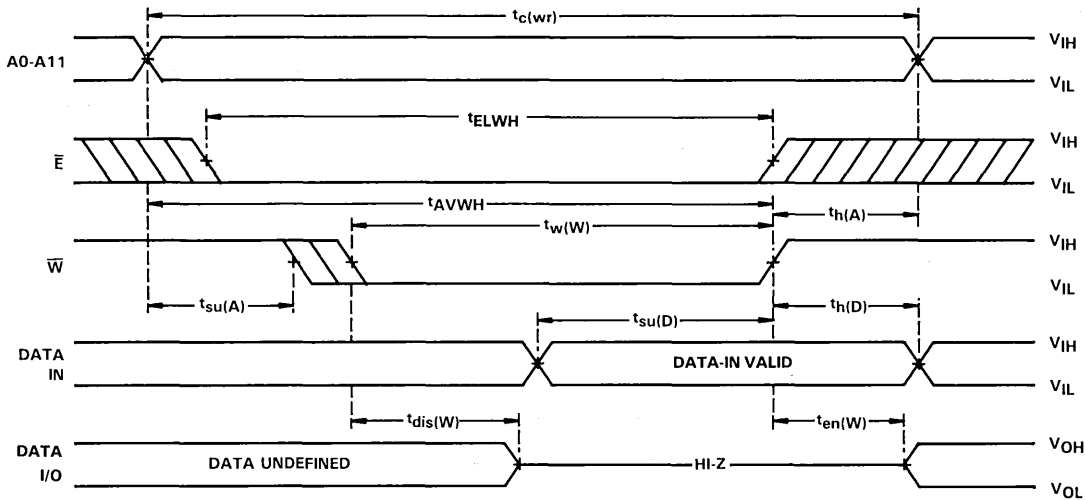 tc(wr)
A0-A11
VIH
VIL
tELWH
E̅
VIH
VIL
tAVWH
th(A)
tw(W)
W̅
VIH
VIL
tsu(A)
tsu(D)
th(D)
DATA
IN
DATA-IN VALID
VIH
VIL
tdis(W)
ten(W)
DATA
I/O
DATA UNDEFINED
HI-Z
VOH
VOL